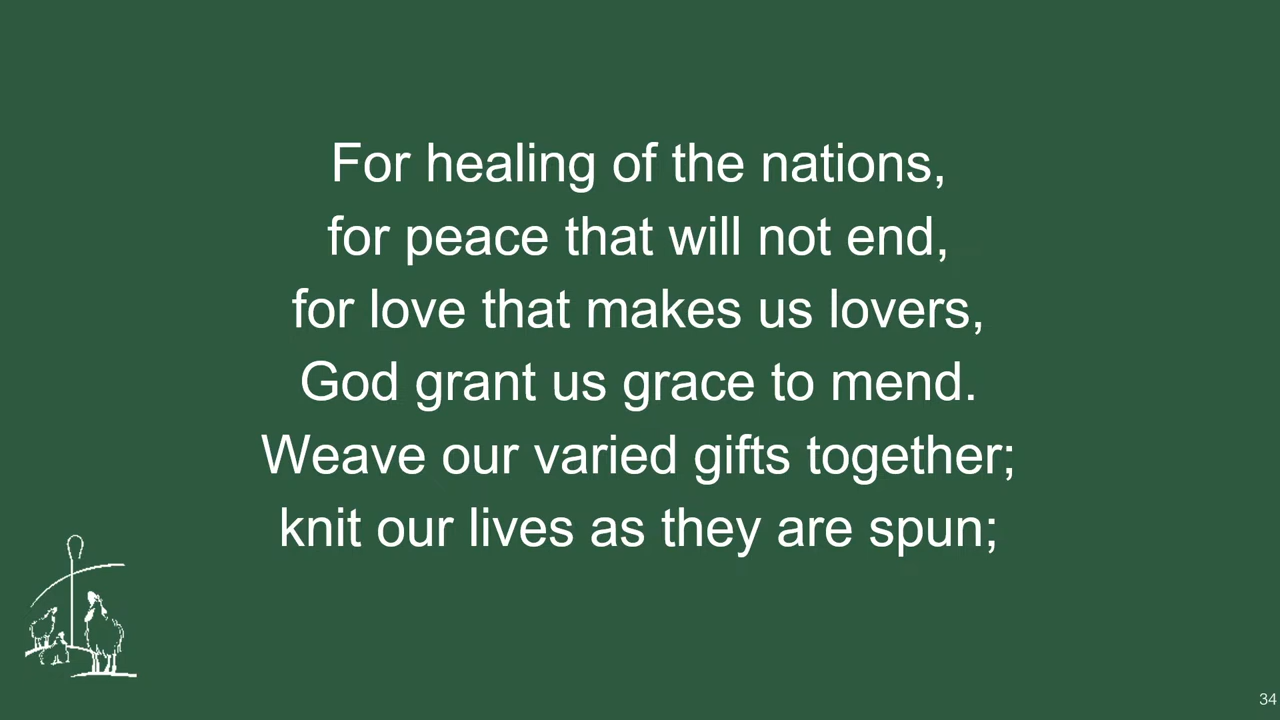 For healing of the nations,
for peace that will not end,
for love that makes us lovers,
God grant us grace to mend.
Weave our varied gifts together;
knit our lives as they are spun;
34